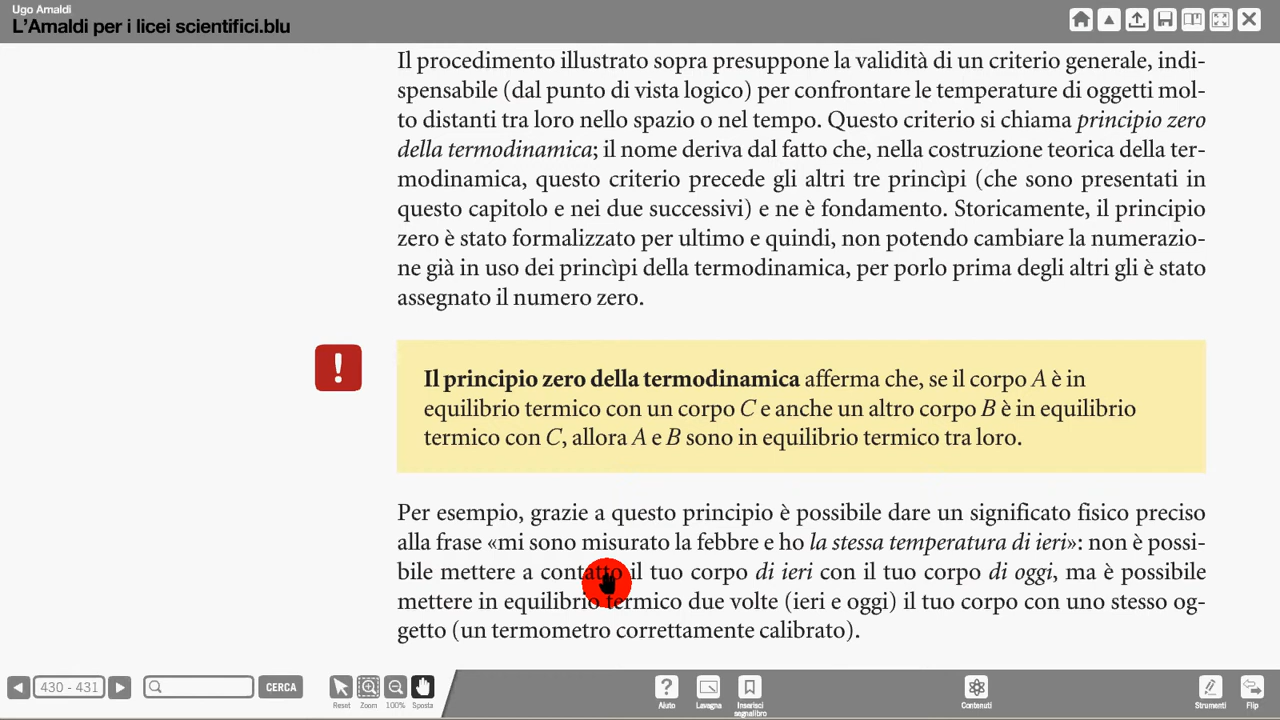 Ugo Amaldi
L'Amaldi per i licei scientifici.blu
Il procedimento illustrato sopra presuppone la validità di un criterio generale, indi-
spensabile (dal punto di vista logico) per confrontare le temperature di oggetti mol-
to distanti tra loro nello spazio o nel tempo. Questo criterio si chiama principio zero
della termodinamica; il nome deriva dal fatto che, nella costruzione teorica della ter-
modinamica, questo criterio precede gli altri tre princìpi (che sono presentati in
questo capitolo e nei due successivi) e ne è fondamento. Storicamente, il principio
zero è stato formalizzato per ultimo e quindi, non potendo cambiare la numerazio-
ne già in uso dei princìpi della termodinamica, per porlo prima degli altri gli è stato
assegnato il numero zero.
!
Il principio zero della termodinamica afferma che, se il corpo A è in
equilibrio termico con un corpo C e anche un altro corpo B è in equilibrio
termico con C, allora A e B sono in equilibrio termico tra loro.
Per esempio, grazie a questo principio è possibile dare un significato fisico preciso
alla frase «mi sono misurato la febbre e ho la stessa temperatura di ieri»: non è possi-
bile mettere a contatto il tuo corpo di ieri con il tuo corpo di oggi, ma è possibile
mettere in equilibrio termico due volte (ieri e oggi) il tuo corpo con uno stesso og-
getto (un termometro correttamente calibrato).
430 - 431
CERCA
Reset
Zoom
100%
Sposta
? Aiuto
Lavagna
Inserisci
segnalibro
Contenuti
Strumenti
Flip